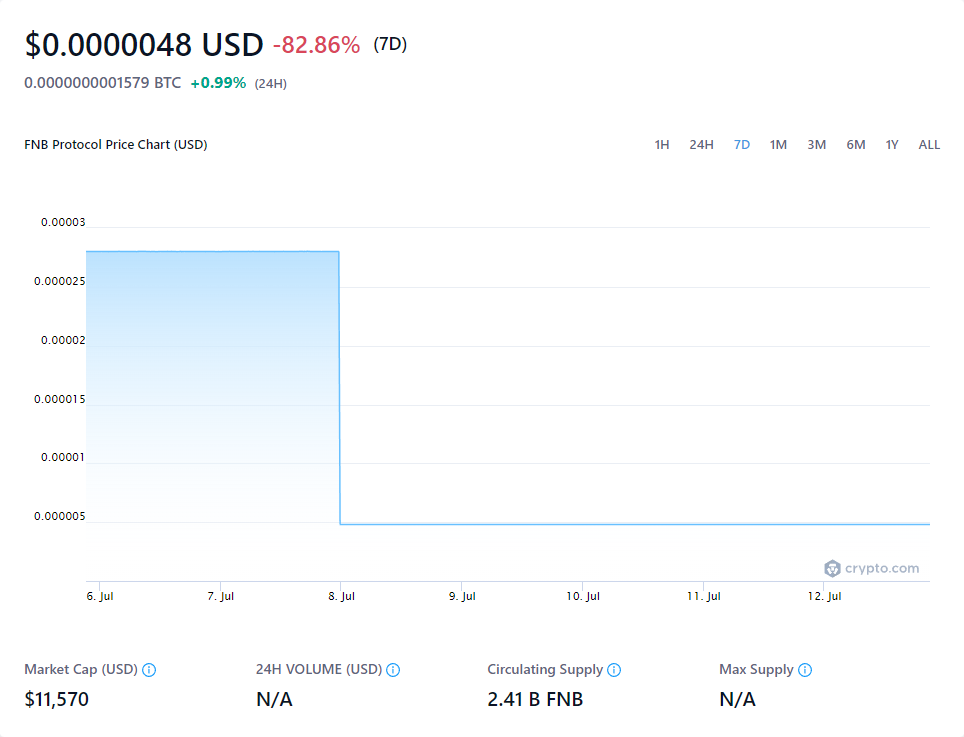 $0.0000048 USD -82.86% (7D)
0.0000000001579 BTC +0.99% (24H)
FNB Protocol Price Chart (USD) 1H 24H 7D 1M 3M 6M 1Y ALL
0.00003
0.000025
0.00002
0.000015
0.00001
0.000005
crypto.com
6. Jul 7. Jul 8. Jul 9. Jul 10. Jul 11. Jul 12. Jul
Market Cap (USD) 24H VOLUME (USD) Circulating Supply Max Supply
$11,570 N/A 2.41 B FNB N/A